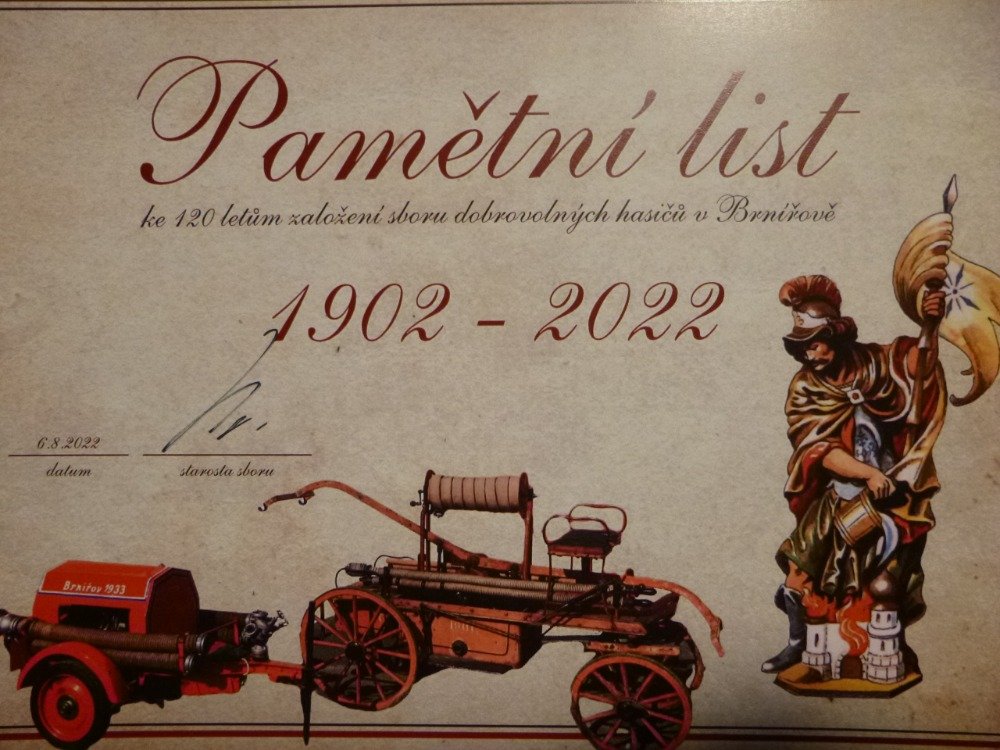 Pamětní list
ke 120 letům založení sboru dobrovolných hasičů v Brnířově
1902 - 2022
6.8.2022
datum
starosta sboru
Brnířov 1933